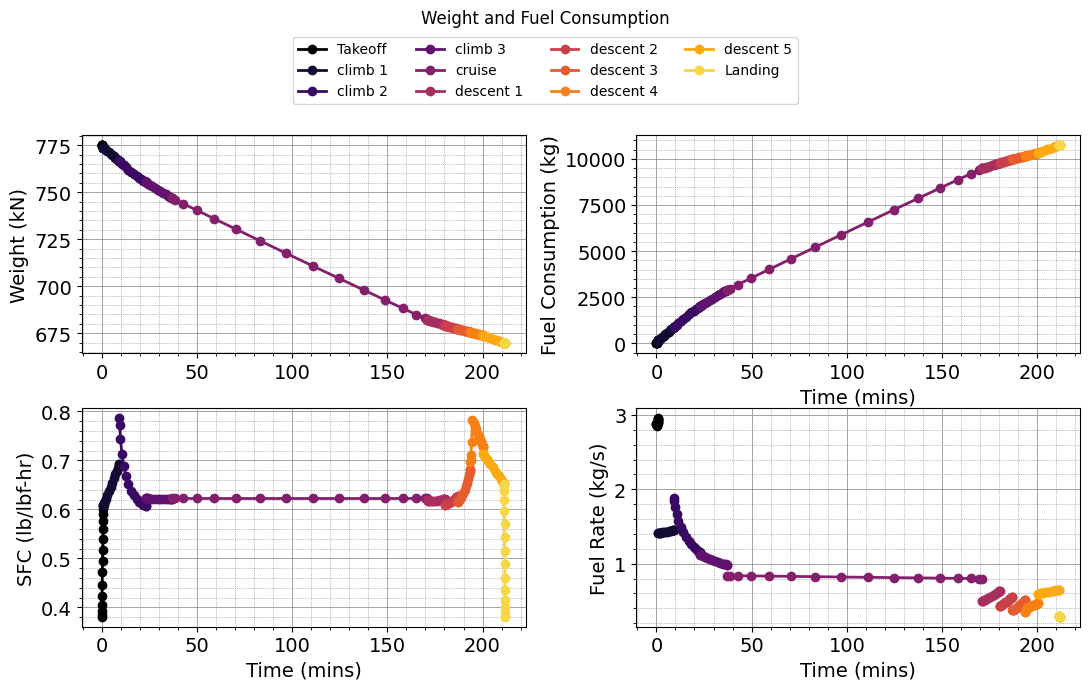 Weight and Fuel Consumption
Takeoff climb 3 descent 2 descent 5
climb 1 cruise descent 3 Landing
climb 2 descent 1 descent 4
Weight (kN)
775
750
725
700
675
0 50 100 150 200
Fuel Consumption (kg)
10000
7500
5000
2500
0
0 50 100 150 200
Time (mins)
SFC (lb/lbf-hr)
0.8
0.7
0.6
0.5
0.4
0 50 100 150 200
Time (mins)
Fuel Rate (kg/s)
3
2
1
0 50 100 150 200
Time (mins)